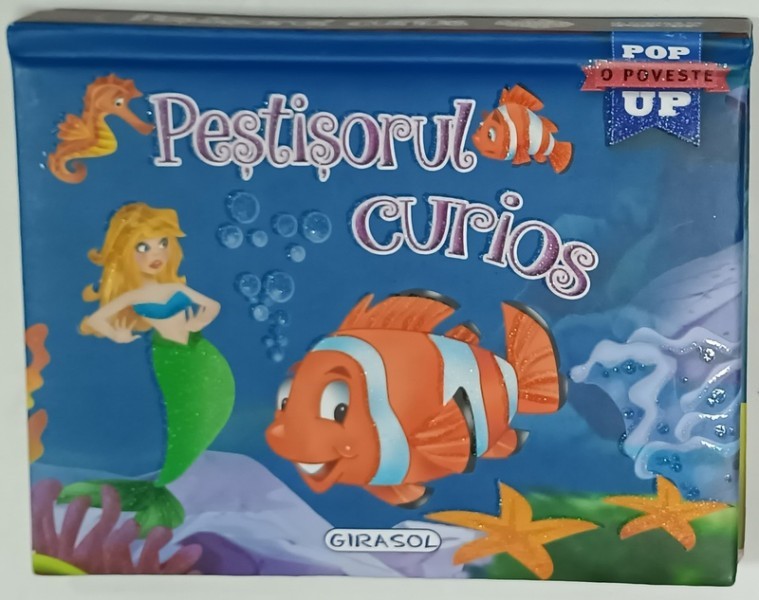 POP
O POVESTE
UP
Peștișorul
curios
GIRASOL